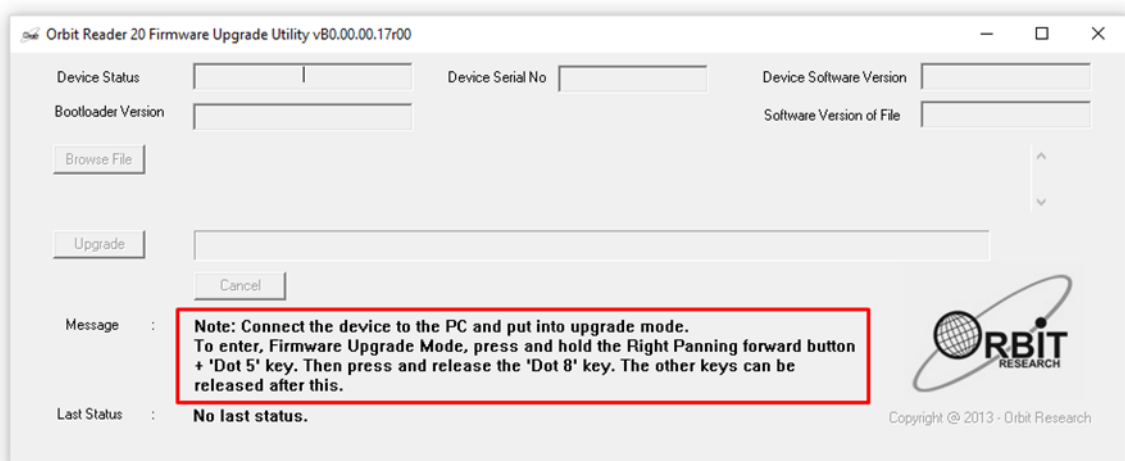 Orbit Reader 20 Firmware Upgrade Utility vB0.00.00.17r00
Device Status
Device Serial No
Device Software Version
Bootloader Version
Software Version of File
Browse File
Upgrade
Cancel
Message :
Note: Connect the device to the PC and put into upgrade mode.
To enter, Firmware Upgrade Mode, press and hold the Right Panning forward button
+ 'Dot 5' key. Then press and release the 'Dot 8' key. The other keys can be
released after this.
ORBIT
RESEARCH
Last Status :
No last status.
Copyright @ 2013 - Orbit Research